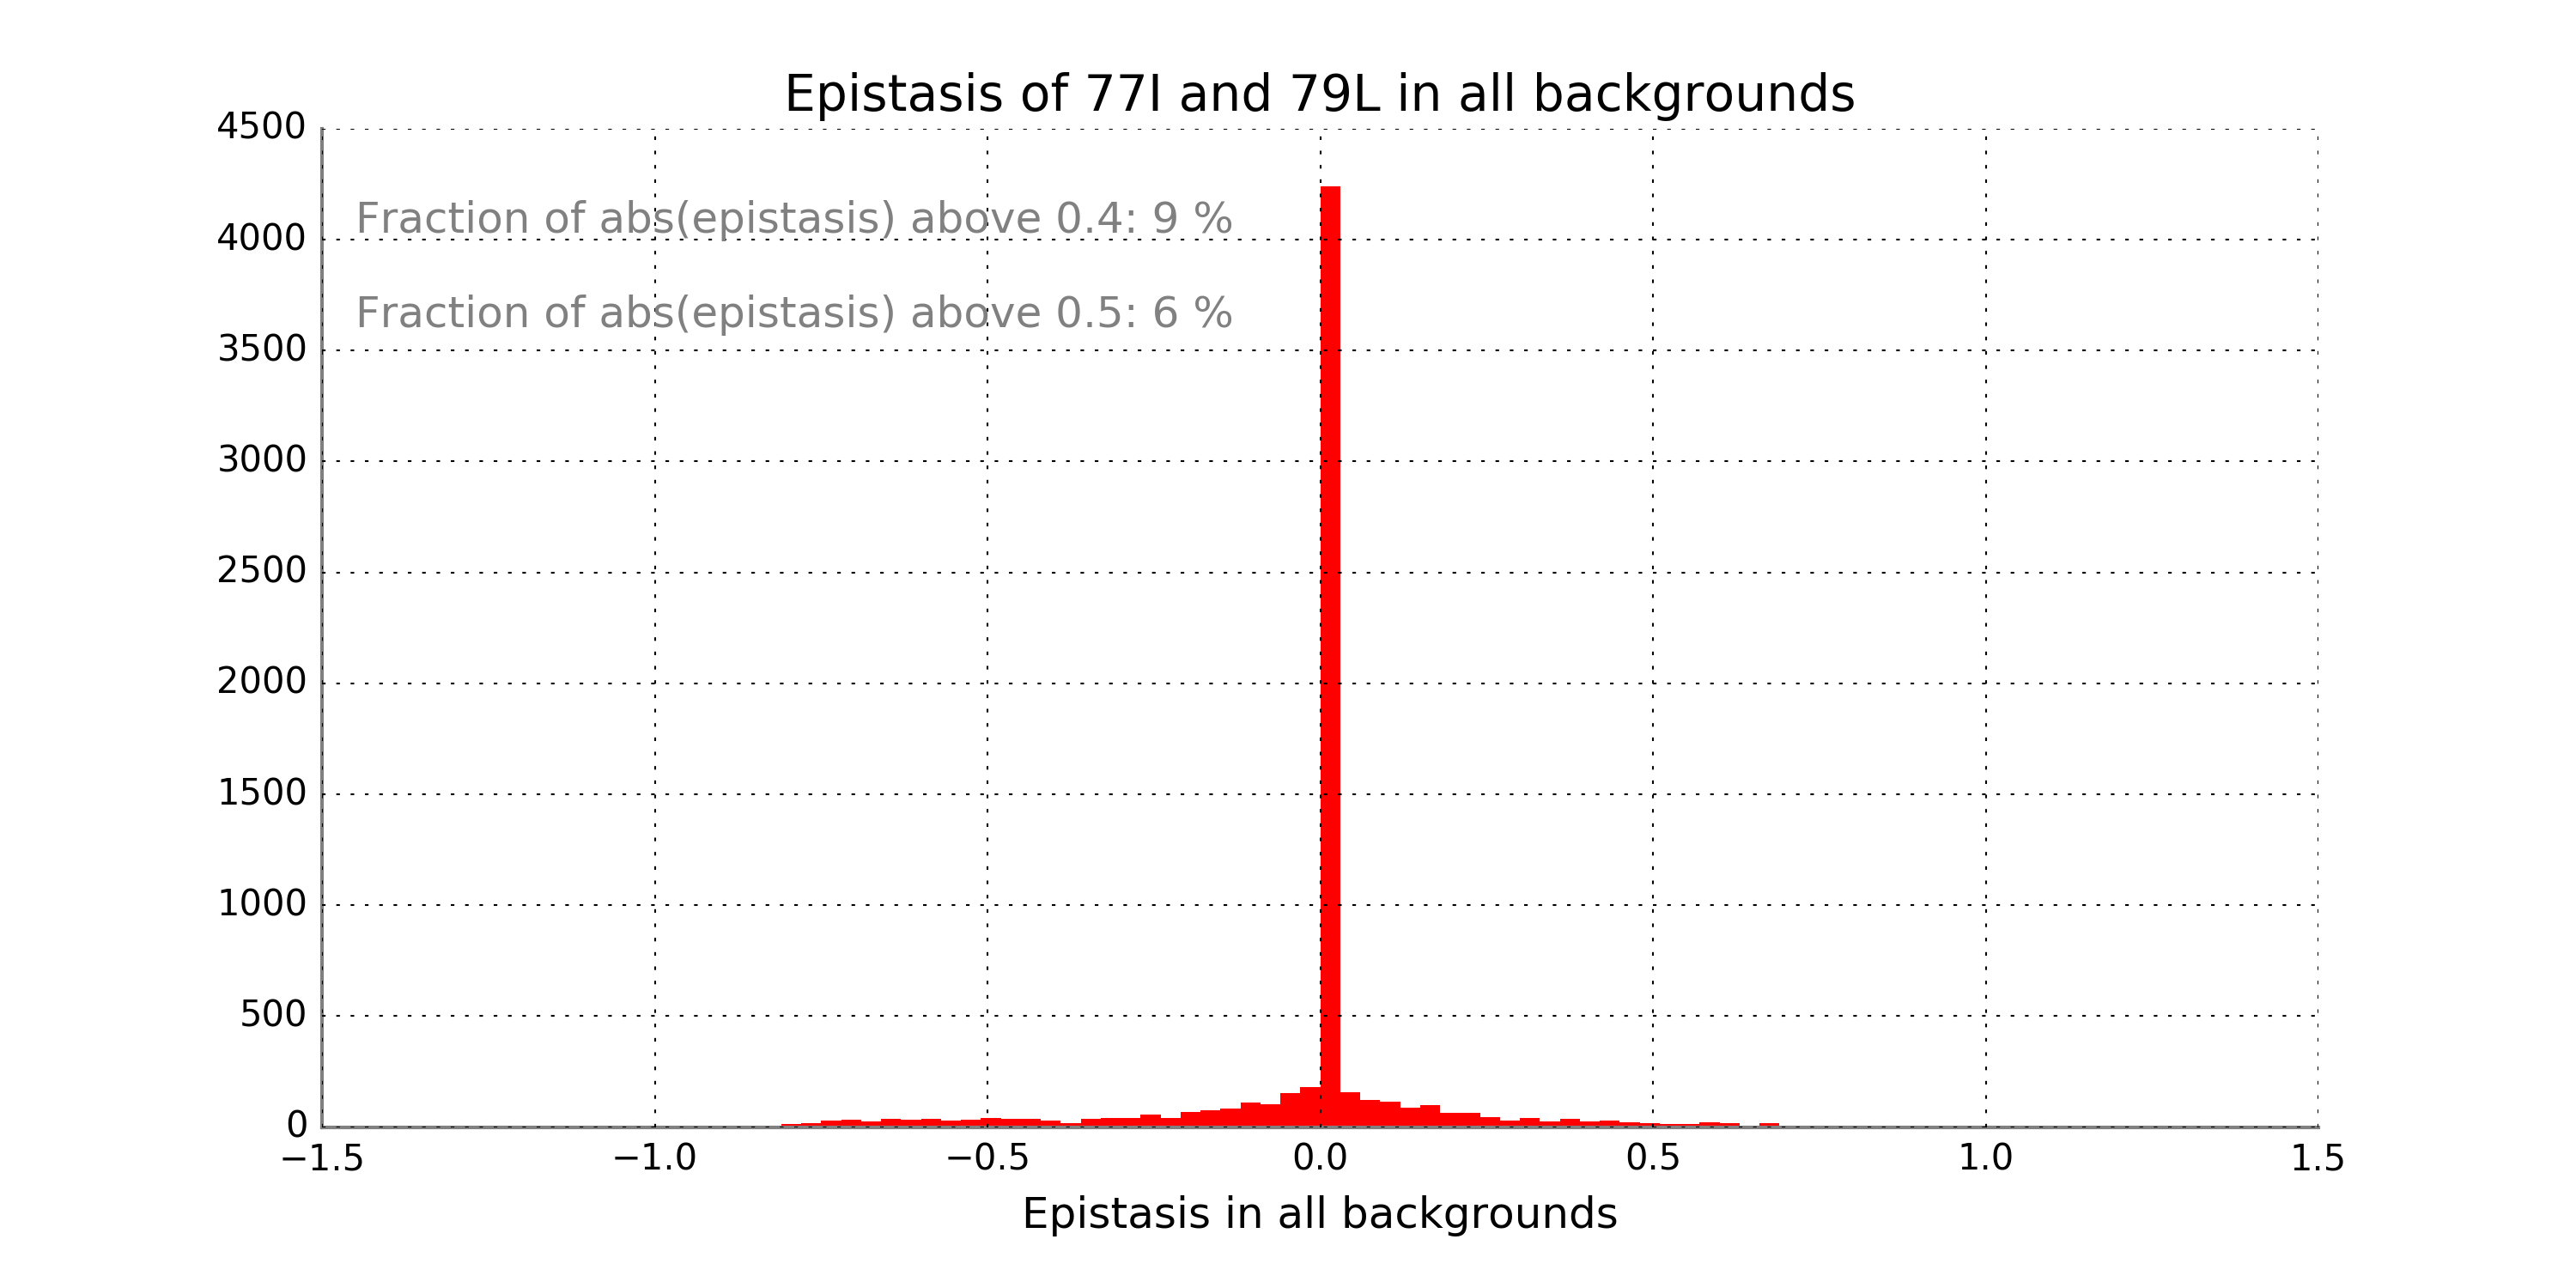 Epistasis of 77I and 79L in all backgrounds
4500
Fraction of abs(epistasis) above 0.4: 9 %
4000
Fraction of abs(epistasis) above 0.5: 6 %
3500
3000
2500
2000
1500
1000
500
0
−1.5 −1.0 −0.5 0.0 0.5 1.0 1.5
Epistasis in all backgrounds